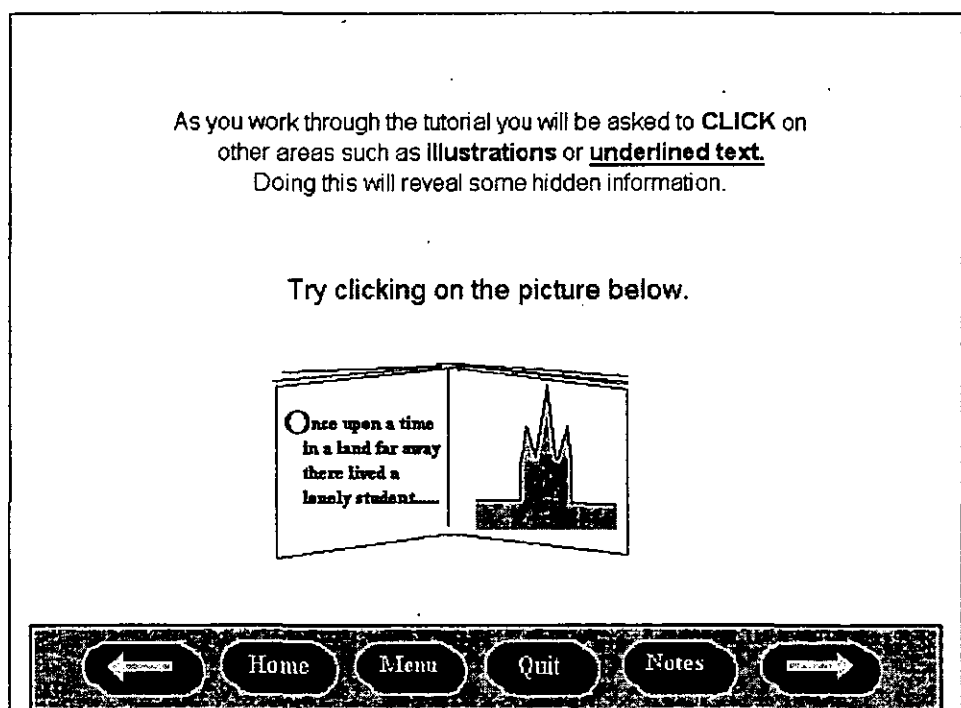 As you work through the tutorial you will be asked to CLICK on
other areas such as illustrations or underlined text.
Doing this will reveal some hidden information.
Try clicking on the picture below.
Once upon a time
in a land far away
there lived a
lonely student......
Home Menu Quit Notes